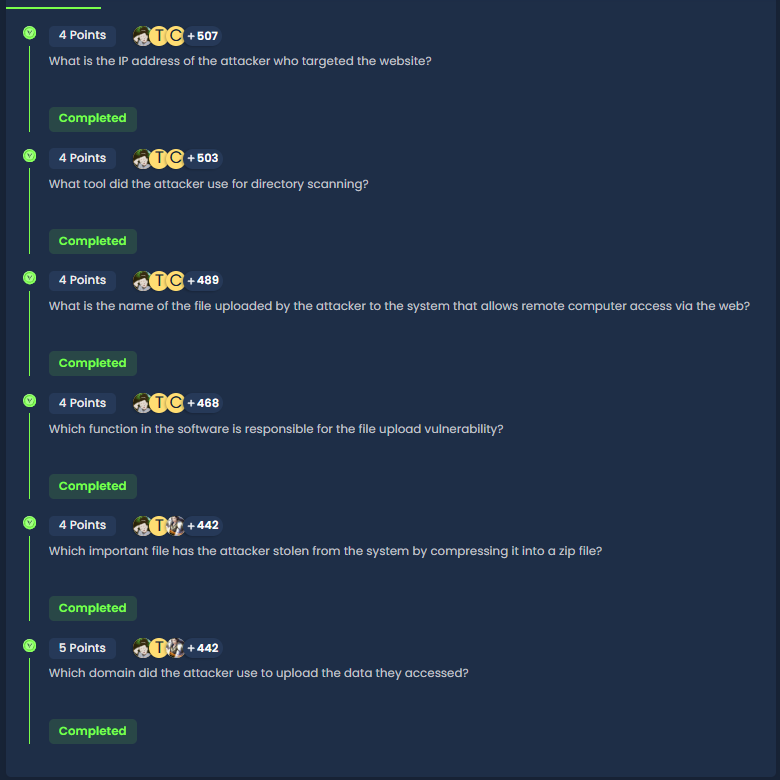 4 Points T C +507
What is the IP address of the attacker who targeted the website?
Completed
4 Points T C +503
What tool did the attacker use for directory scanning?
Completed
4 Points T C +489
What is the name of the file uploaded by the attacker to the system that allows remote computer access via the web?
Completed
4 Points T C +468
Which function in the software is responsible for the file upload vulnerability?
Completed
4 Points T +442
Which important file has the attacker stolen from the system by compressing it into a zip file?
Completed
5 Points T +442
Which domain did the attacker use to upload the data they accessed?
Completed